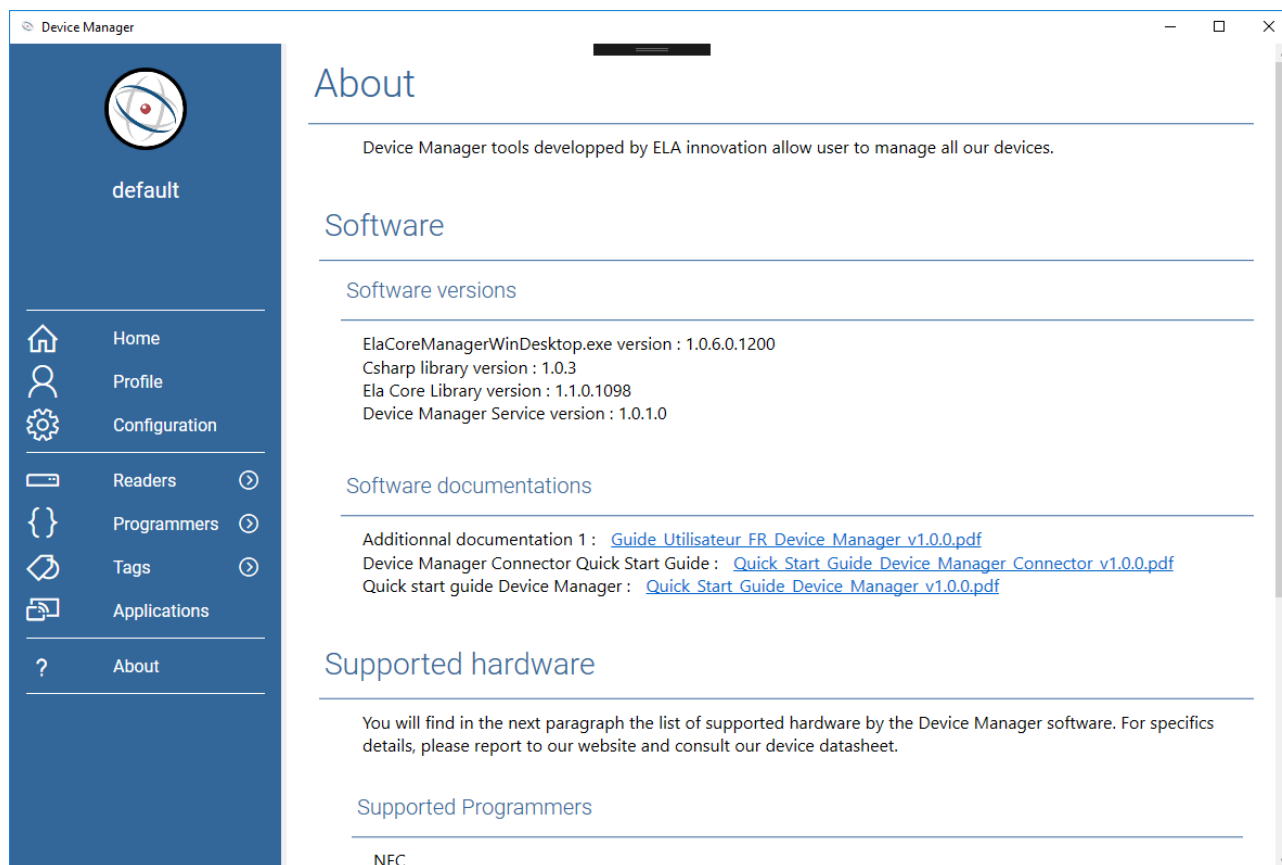 Device Manager
default
Home
Profile
Configuration
Readers
Programmers
Tags
Applications
? About
About
Device Manager tools developped by ELA innovation allow user to manage all our devices.
Software
Software versions
ElaCoreManagerWinDesktop.exe version : 1.0.6.0.1200
Csharp library version : 1.0.3
Ela Core Library version : 1.1.0.1098
Device Manager Service version : 1.0.1.0
Software documentations
Additionnal documentation 1 : Guide_Utilisateur_FR_Device_Manager_v1.0.0.pdf
Device Manager Connector Quick Start Guide : Quick_Start_Guide_Device_Manager_Connector_v1.0.0.pdf
Quick start guide Device Manager : Quick_Start_Guide_Device_Manager_v1.0.0.pdf
Supported hardware
You will find in the next paragraph the list of supported hardware by the Device Manager software. For specifics
details, please report to our website and consult our device datasheet.
Supported Programmers
NFC